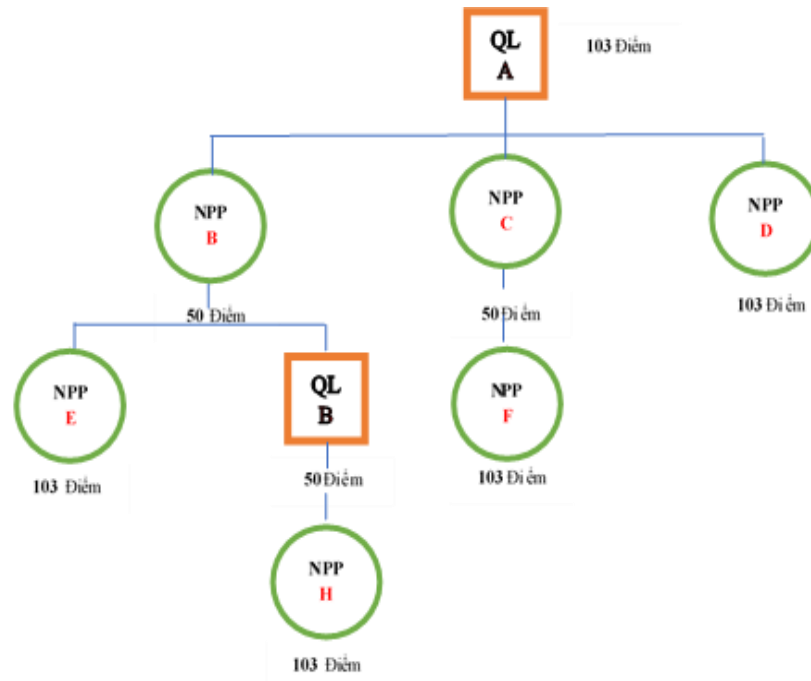 QL
A
103 Điểm
NPP
B
NPP
C
NPP
D
50 Điểm
50 Điểm
103 Điểm
NPP
E
QL
B
NPP
F
103 Điểm
50 Điểm
103 Điểm
NPP
H
103 Điểm